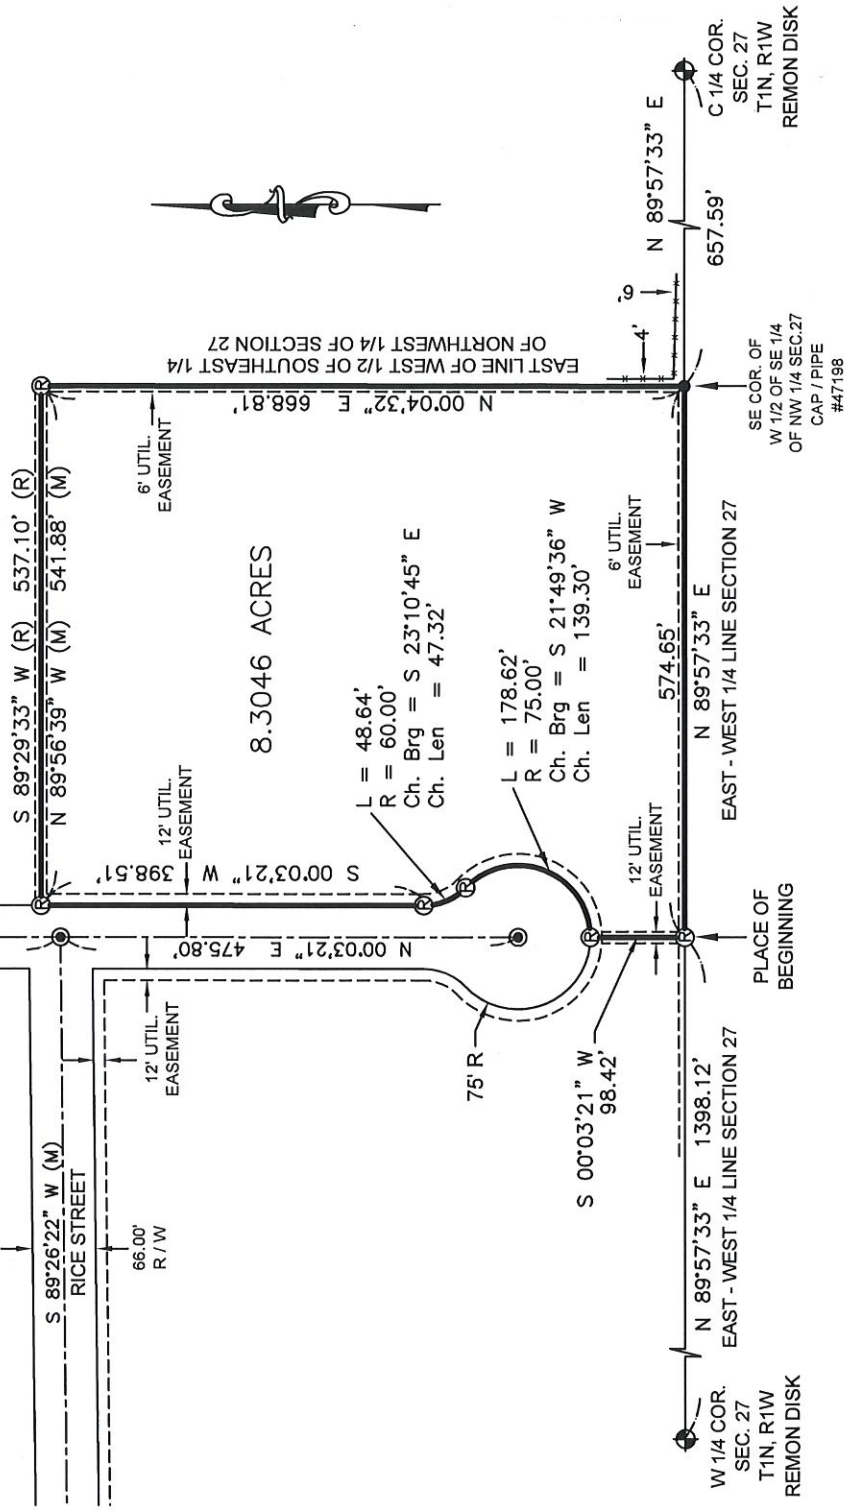 S 89°29'33" W (R) 537.10' (R)
N 89°56'39" W (M) 541.88' (M)
S 89°26'22" W (M)
RICE STREET
66.00'
R / W
12' UTIL.
EASEMENT
N 00°03'21" E 475.80'
S 00°03'21" W 398.51'
12' UTIL.
EASEMENT
8.3046 ACRES
6' UTIL.
EASEMENT
N 00°04'32" E 668.81'
EAST LINE OF WEST 1/2 OF SOUTHEAST 1/4
OF NORTHWEST 1/4 OF SECTION 27
N
L = 48.64'
R = 60.00'
Ch. Brg = S 23°10'45" E
Ch. Len = 47.32'
L = 178.62'
R = 75.00'
Ch. Brg = S 21°49'36" W
Ch. Len = 139.30'
75' R
S 00°03'21" W
98.42'
12' UTIL.
EASEMENT
6' UTIL.
EASEMENT
4'
6'
574.65'
N 89°57'33" E
EAST - WEST 1/4 LINE SECTION 27
N 89°57'33" E
657.59'
N 89°57'33" E 1398.12'
EAST - WEST 1/4 LINE SECTION 27
W 1/4 COR.
SEC. 27
T1N, R1W
REMON DISK
PLACE OF
BEGINNING
SE COR. OF
W 1/2 OF SE 1/4
OF NW 1/4 SEC.27
CAP / PIPE
#47198
C 1/4 COR.
SEC. 27
T1N, R1W
REMON DISK
R
R
R
R
R
R